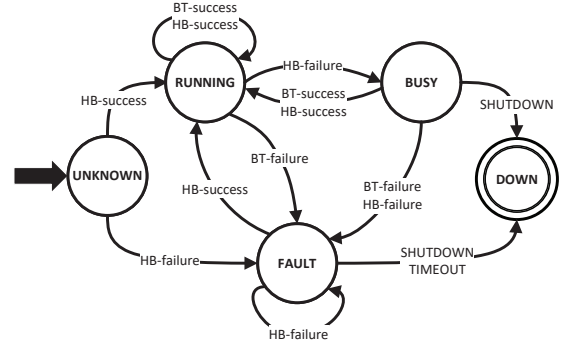 BT-success
HB-success
RUNNING
HB-failure
BUSY
BT-success
HB-success
HB-success
SHUTDOWN
UNKNOWN
BT-failure
HB-success
BT-failure
HB-failure
DOWN
HB-failure
FAULT
SHUTDOWN
TIMEOUT
HB-failure